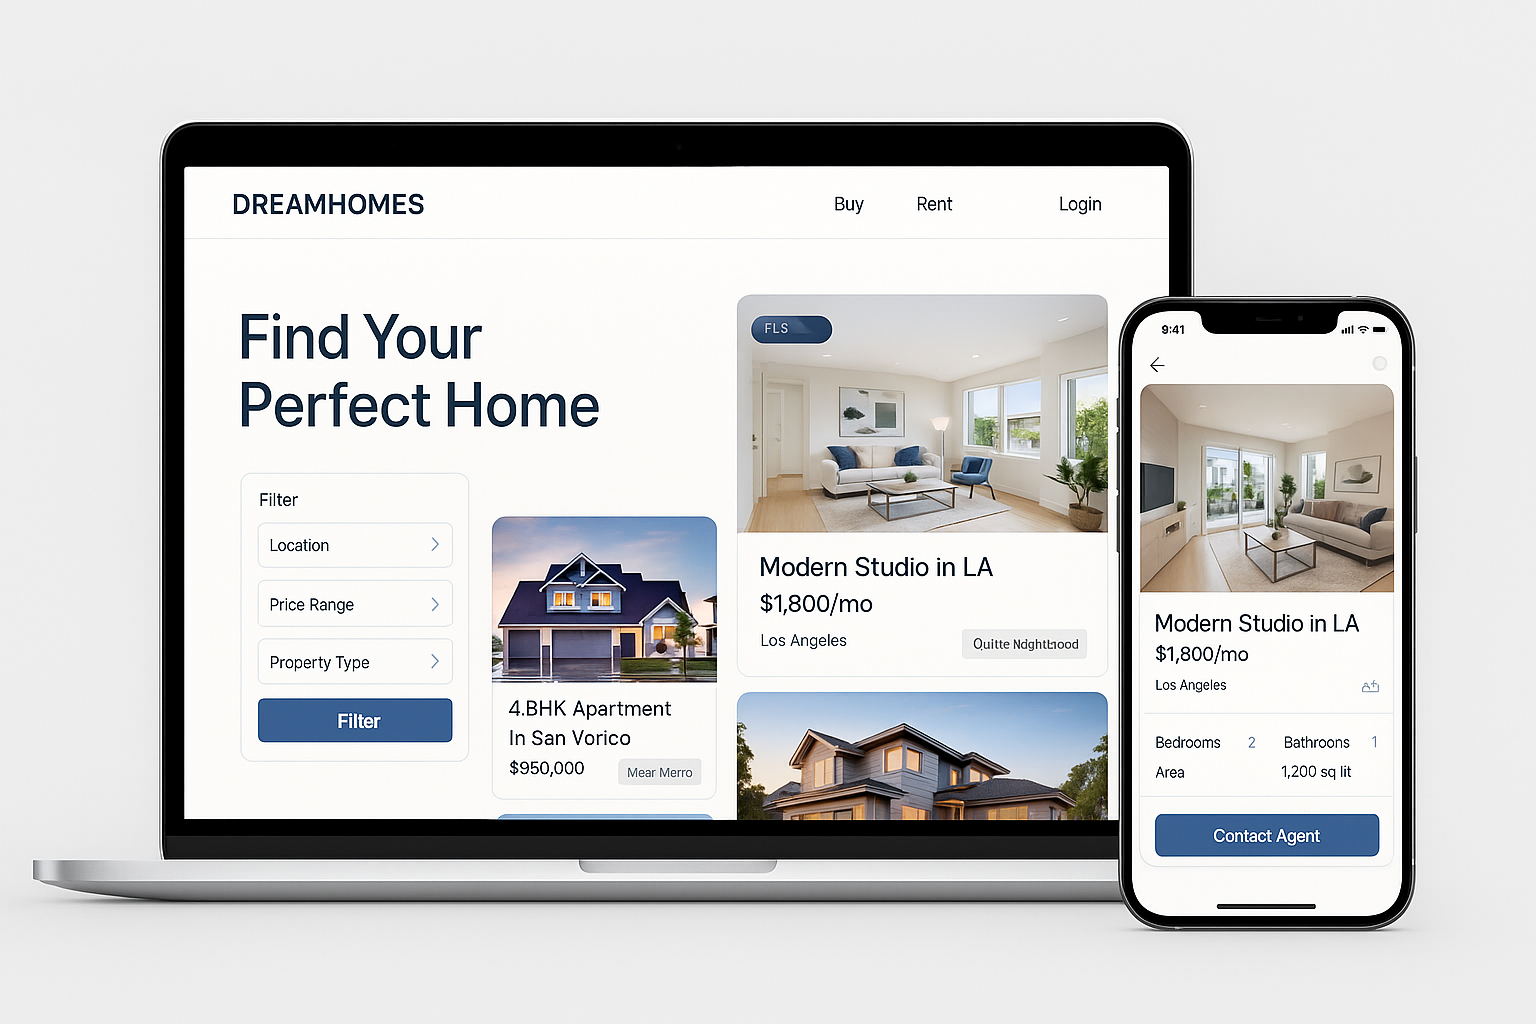 DREAMHOMES
Buy
Rent
Login
Find Your
Perfect Home
Filter
Location
Price Range
Property Type
Filter
4.BHK Apartment
In San Vorico
$950,000
Mear Merro
FLS
Modern Studio in LA
$1,800/mo
Los Angeles
Quitte
9:41
Modern Studio in LA
$1,800/mo
Los Angeles
Bedrooms 2 Bathroons 1
Area 1,200 sq lit
Contact Agent